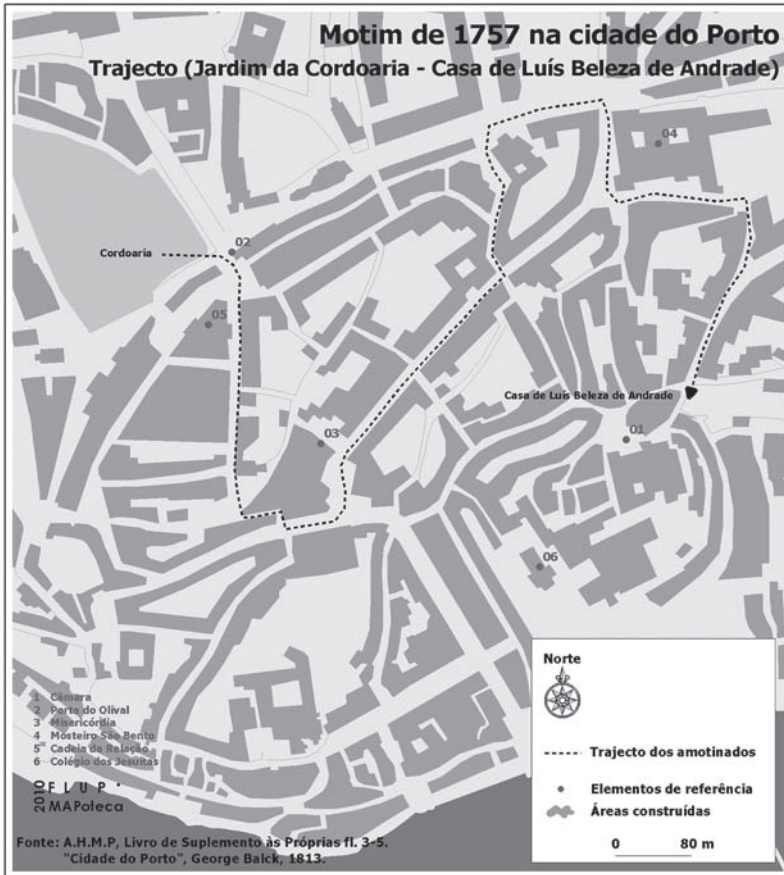 Motim de 1757 na cidade do Porto
Trajecto (Jardim da Cordoaria - Casa de Luís Beleza de Andrade)
04
Cordoaria
02
05
Casa de Luís Beleza de Andrade
01
03
06
1 Câmara
2 Porta do Olival
3 Misericórdia
4 Mosteiro São Bento
5 Cadeia da Relação
6 Colégio dos Jesuítas
2010 FLUP
MAPoteca
Fonte: A.H.M.P, Livro de Suplemento às Próprias fl. 3-5.
"Cidade do Porto", George Balck, 1813.
Norte
Trajecto dos amotinados
Elementos de referência
Áreas construídas
0 80 m